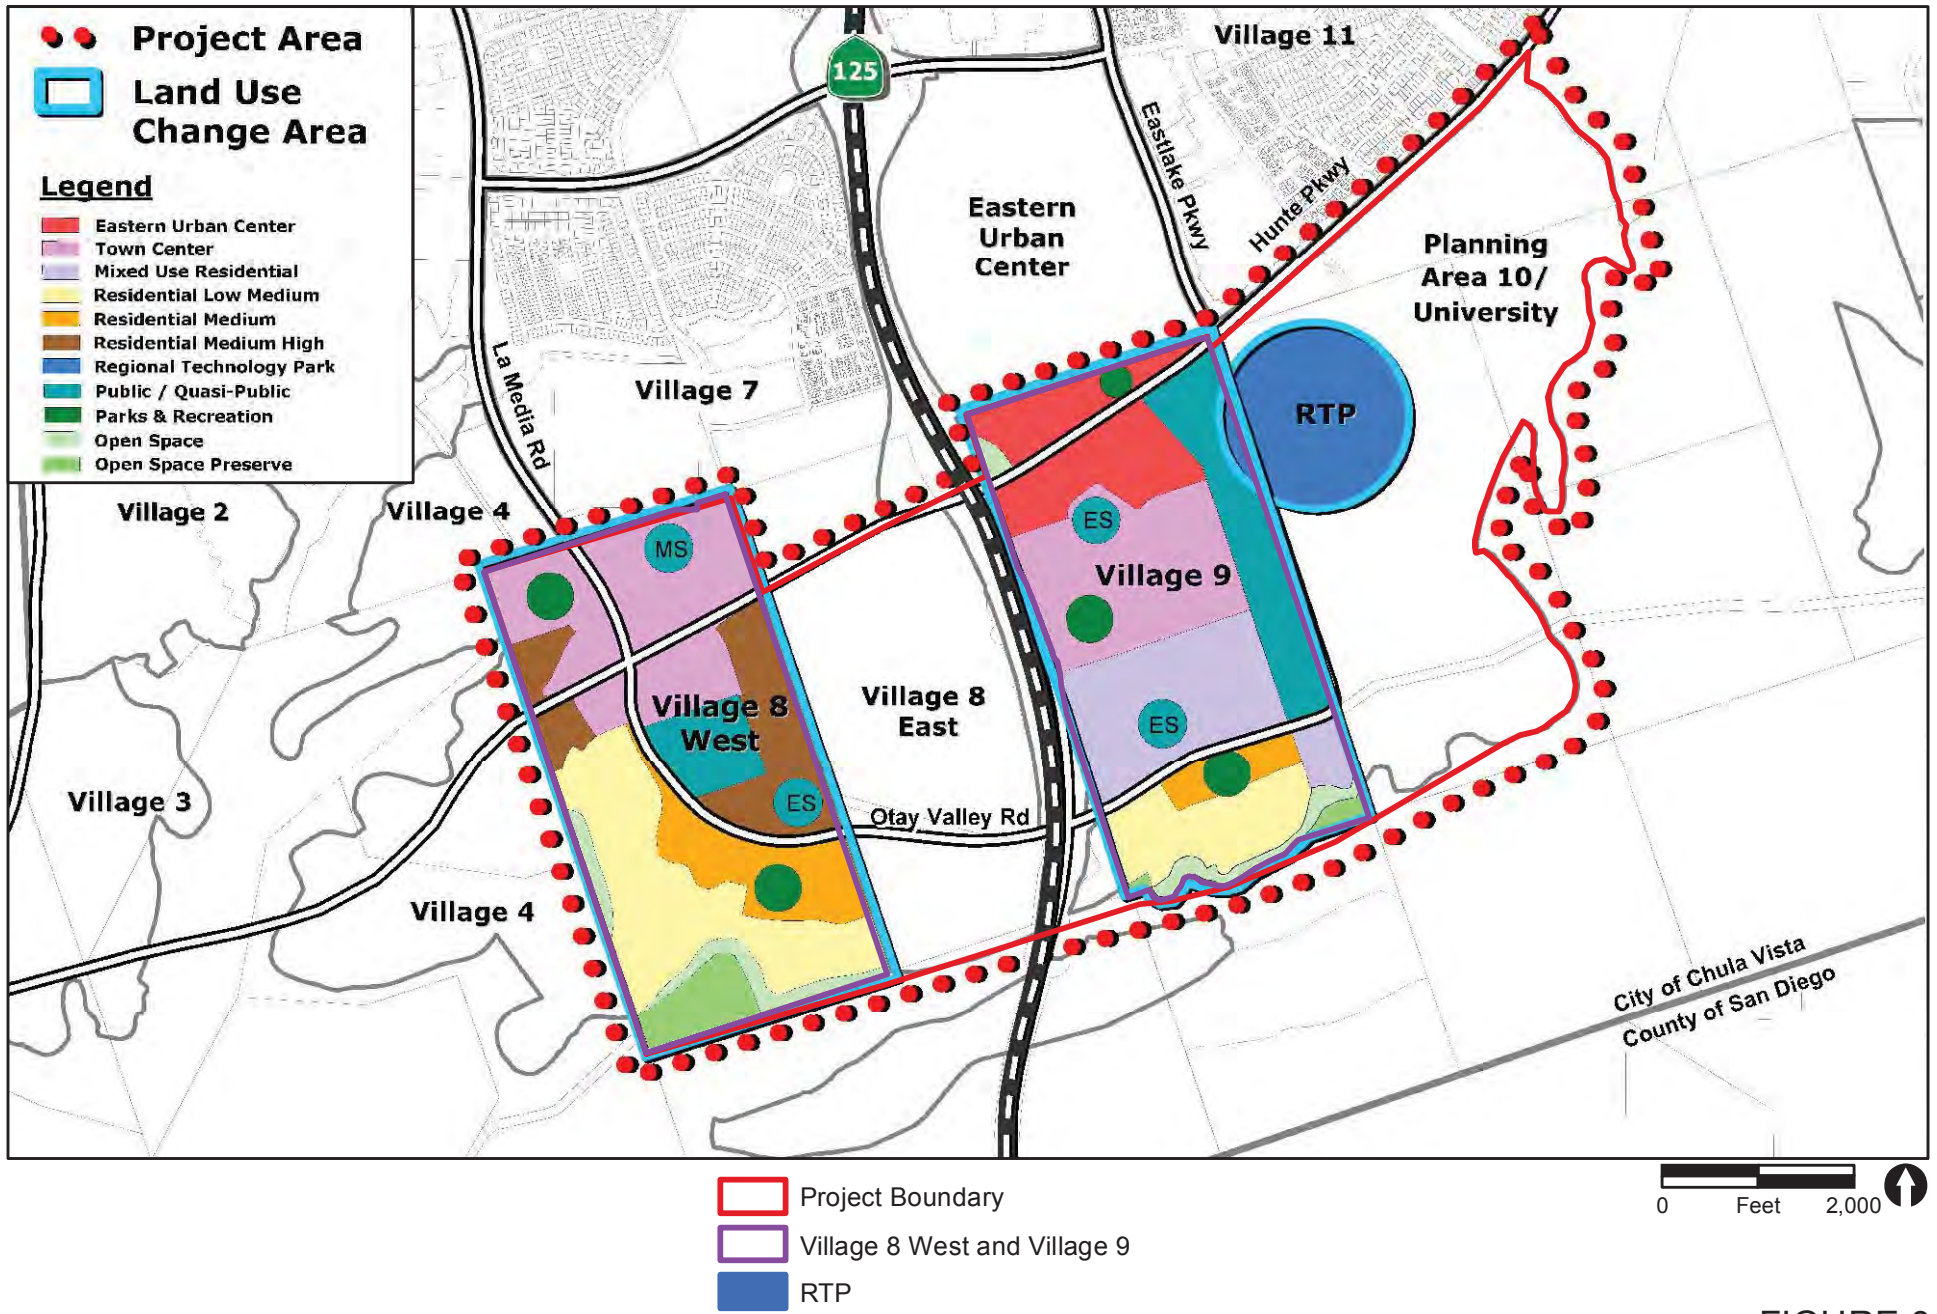 Project Area
Land Use
Change Area
Legend
Eastern Urban Center
Town Center
Mixed Use Residential
Residential Low Medium
Residential Medium
Residential Medium High
Regional Technology Park
Public / Quasi-Public
Parks & Recreation
Open Space
Open Space Preserve
125
Village 11
Eastlake Pkwy
Hunte Pkwy
Eastern
Urban
Center
Planning
Area 10/
University
La Media Rd
Village 7
RTP
Village 2
Village 4
MS
ES
Village 9
Village 8
West
Village 8
East
ES
Village 3
ES
Otay Valley Rd
Village 4
City of Chula Vista
County of San Diego
Project Boundary
Village 8 West and Village 9
RTP
0 Feet 2,000